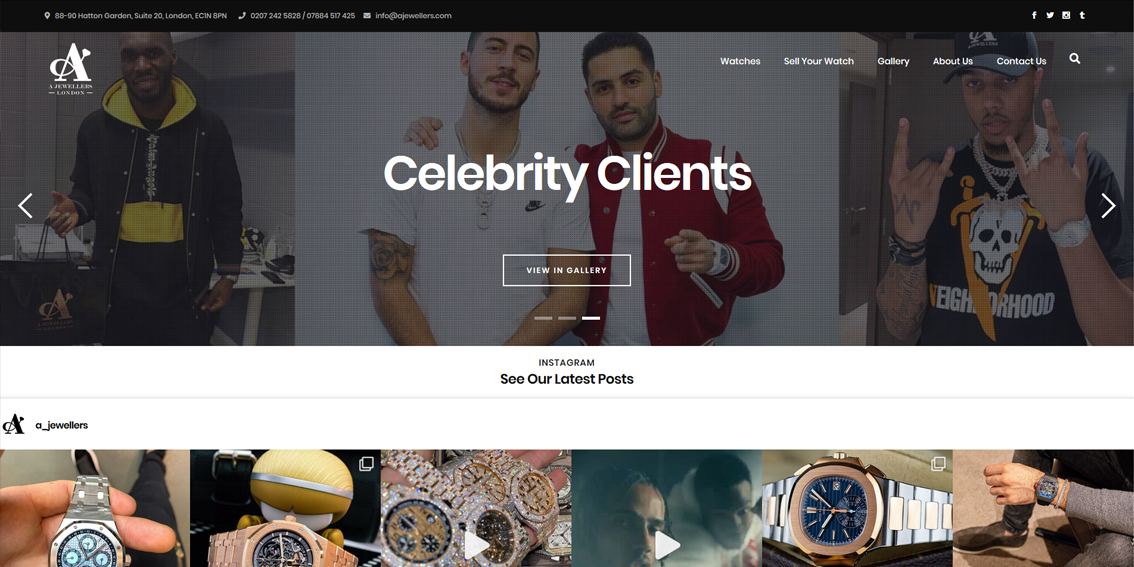 88-90 Hatton Garden, Suite 20, London, EC1N 8PN 0207 242 5828 / 07884 517 425 info@ajewellers.com
A JEWELLERS
LONDON
Watches Sell Your Watch Gallery About Us Contact Us
Celebrity Clients
VIEW IN GALLERY
NEIGHBORHOOD
INSTAGRAM
See Our Latest Posts
a_jewellers